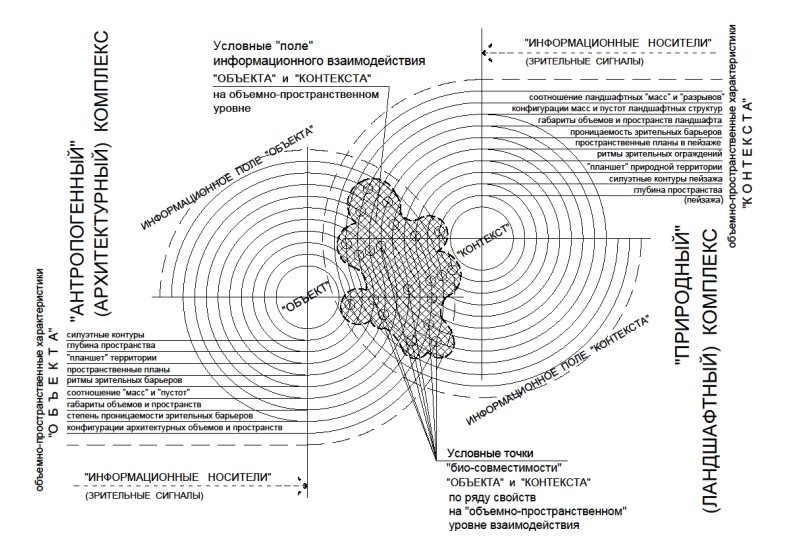 Условные "поле"
информационного взаимодействия
"ОБЪЕКТА" и "КОНТЕКСТА"
на объемно-пространственном
уровне
"ИНФОРМАЦИОННЫЕ НОСИТЕЛИ"
(ЗРИТЕЛЬНЫЕ СИГНАЛЫ)
соотношение ландшафтных "масс" и "разрывов"
конфигурации масс и пустот ландшафтных структур
габариты объемов и пространств ландшафта
проницаемость зрительных барьеров
пространственные планы в пейзаже
ритмы зрительных ограждений
"планшет" природной территории
силуэтные контуры пейзажа
глубина пространства
(пейзажа)
объемно-пространственные характеристики
"КОНТЕКСТА"
"АНТРОПОГЕННЫЙ"
(АРХИТЕКТУРНЫЙ) КОМПЛЕКС
ИНФОРМАЦИОННОЕ ПОЛЕ "ОБЪЕКТА"
"КОНТЕКСТ"
"ОБЪЕКТ"
"ПРИРОДНЫЙ"
(ЛАНДШАФТНЫЙ) КОМПЛЕКС
ИНФОРМАЦИОННОЕ ПОЛЕ "КОНТЕКСТА"
объемно-пространственные характеристики
"ОБЪЕКТА"
силуэтные контуры
глубина пространства
"планшет" территории
пространственные планы
ритмы зрительных барьеров
соотношение "масс" и "пустот"
габариты объемов и пространств
степень проницаемости зрительных барьеров
конфигурации архитектурных объемов и пространств
"ИНФОРМАЦИОННЫЕ НОСИТЕЛИ"
(ЗРИТЕЛЬНЫЕ СИГНАЛЫ)
Условные точки
"био-совместимости"
"ОБЪЕКТА" и "КОНТЕКСТА"
по ряду свойств
на "объемно-пространственном"
уровне взаимодействия